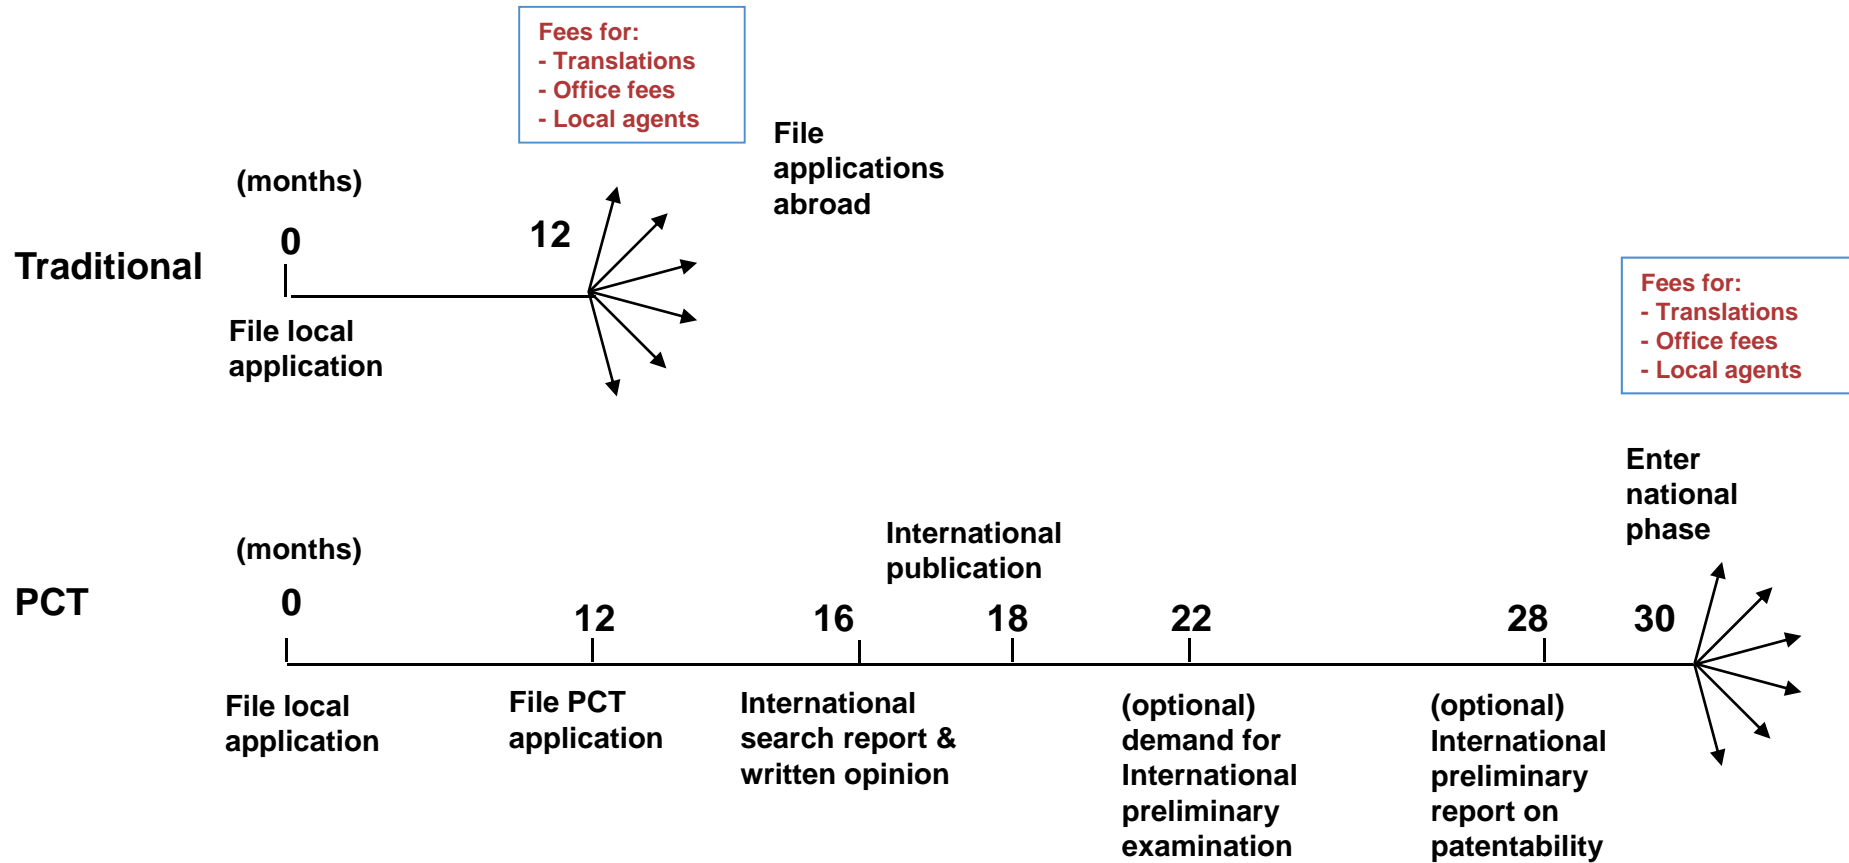 Fees for:
- Translations
- Office fees
- Local agents
File
applications
abroad
(months)
0
12
Traditional
File local
application
Fees for:
- Translations
- Office fees
- Local agents
Enter
national
phase
International
publication
(months)
PCT
0
12
16
18
22
28
30
File local
application
File PCT
application
International
search report &
written opinion
(optional)
demand for
International
preliminary
examination
(optional)
International
preliminary
report on
patentability